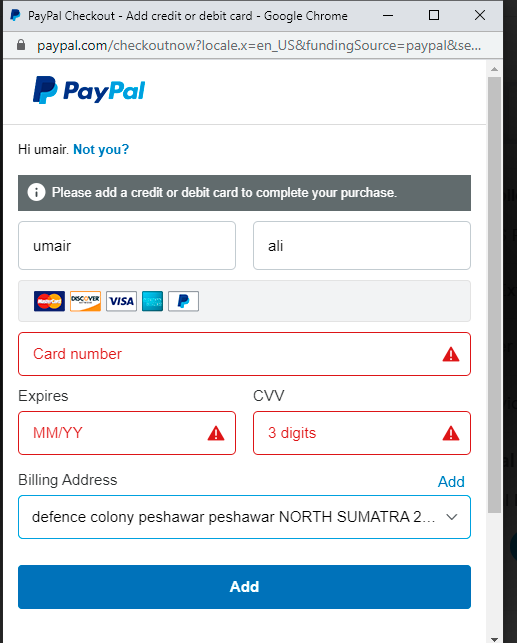 PayPal Checkout - Add credit or debit card - Google Chrome
paypal.com/checkoutnow?locale.x=en_US&fundingSource=paypal&se...
PayPal
Hi umair. Not you?
Please add a credit or debit card to complete your purchase.
umair ali
MasterCard DISCOVER VISA
Card number
Expires CVV
MM/YY 3 digits
Billing Address Add
defence colony peshawar peshawar NORTH SUMATRA 2...
Add